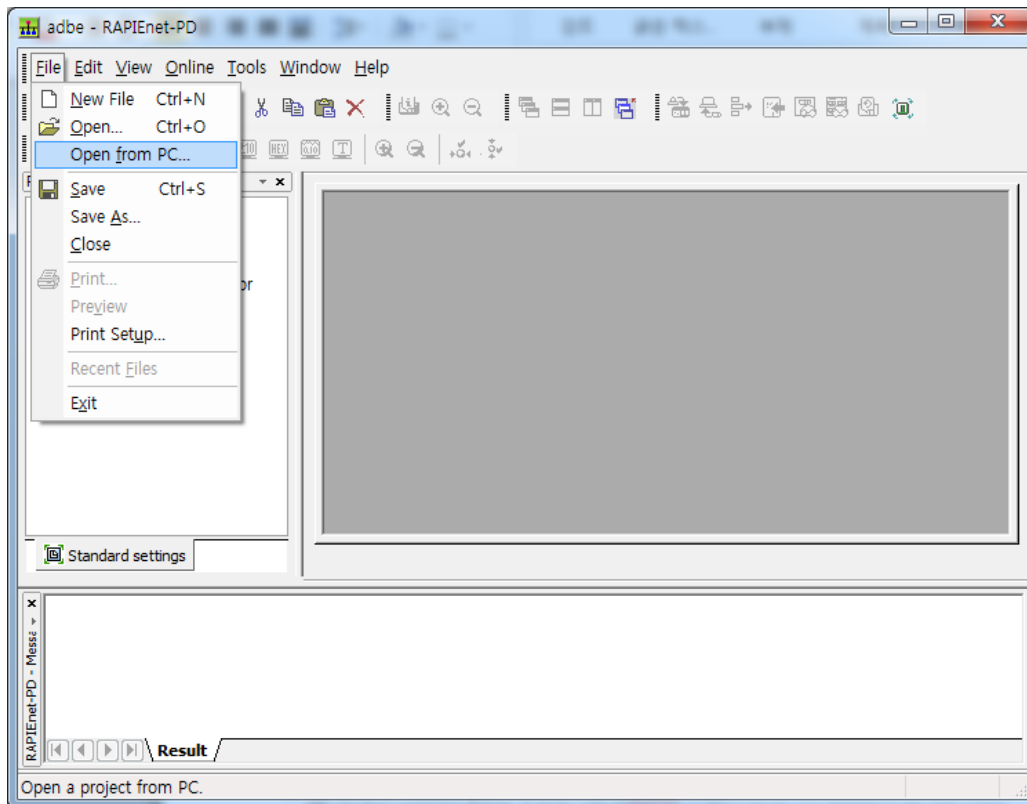 adbe - RAPIEnet-PD
File Edit View Online Tools Window Help
New File Ctrl+N
Open... Ctrl+O
Open from PC...
Save Ctrl+S
Save As...
Close
Print...
Preview
Print Setup...
Recent Files
Exit
or
Standard settings
RAPIEnet-PD - Messa
Result
Open a project from PC.